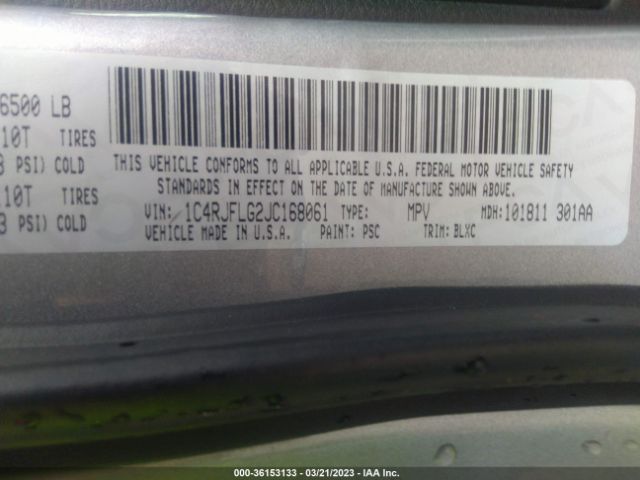 6500 LB
10T TIRES
PSI) COLD
10T TIRES
3 PSI) COLD
THIS VEHICLE CONFORMS TO ALL APPLICABLE U.S.A. FEDERAL MOTOR VEHICLE SAFETY
STANDARDS IN EFFECT ON THE DATE OF MANUFACTURE SHOWN ABOVE.
VIN: 1C4RJFLG2JC168061 TYPE: MPV MDH:101811 301AA
VEHICLE MADE IN U.S.A. PAINT: PSC TRIM: BLXC
000-36153133 - 03/21/2023 - IAA Inc.